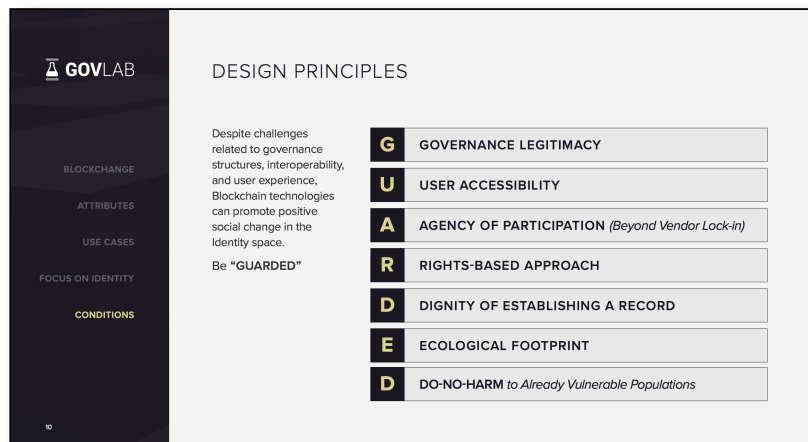 GOVLAB
BLOCKCHANGE
ATTRIBUTES
USE CASES
FOCUS ON IDENTITY
CONDITIONS
10
DESIGN PRINCIPLES
Despite challenges
related to governance
structures, interoperability,
and user experience,
Blockchain technologies
can promote positive
social change in the
Identity space.
Be “GUARDED”
G GOVERNANCE LEGITIMACY
U USER ACCESSIBILITY
A AGENCY OF PARTICIPATION (Beyond Vendor Lock-in)
R RIGHTS-BASED APPROACH
D DIGNITY OF ESTABLISHING A RECORD
E ECOLOGICAL FOOTPRINT
D DO-NO-HARM to Already Vulnerable Populations